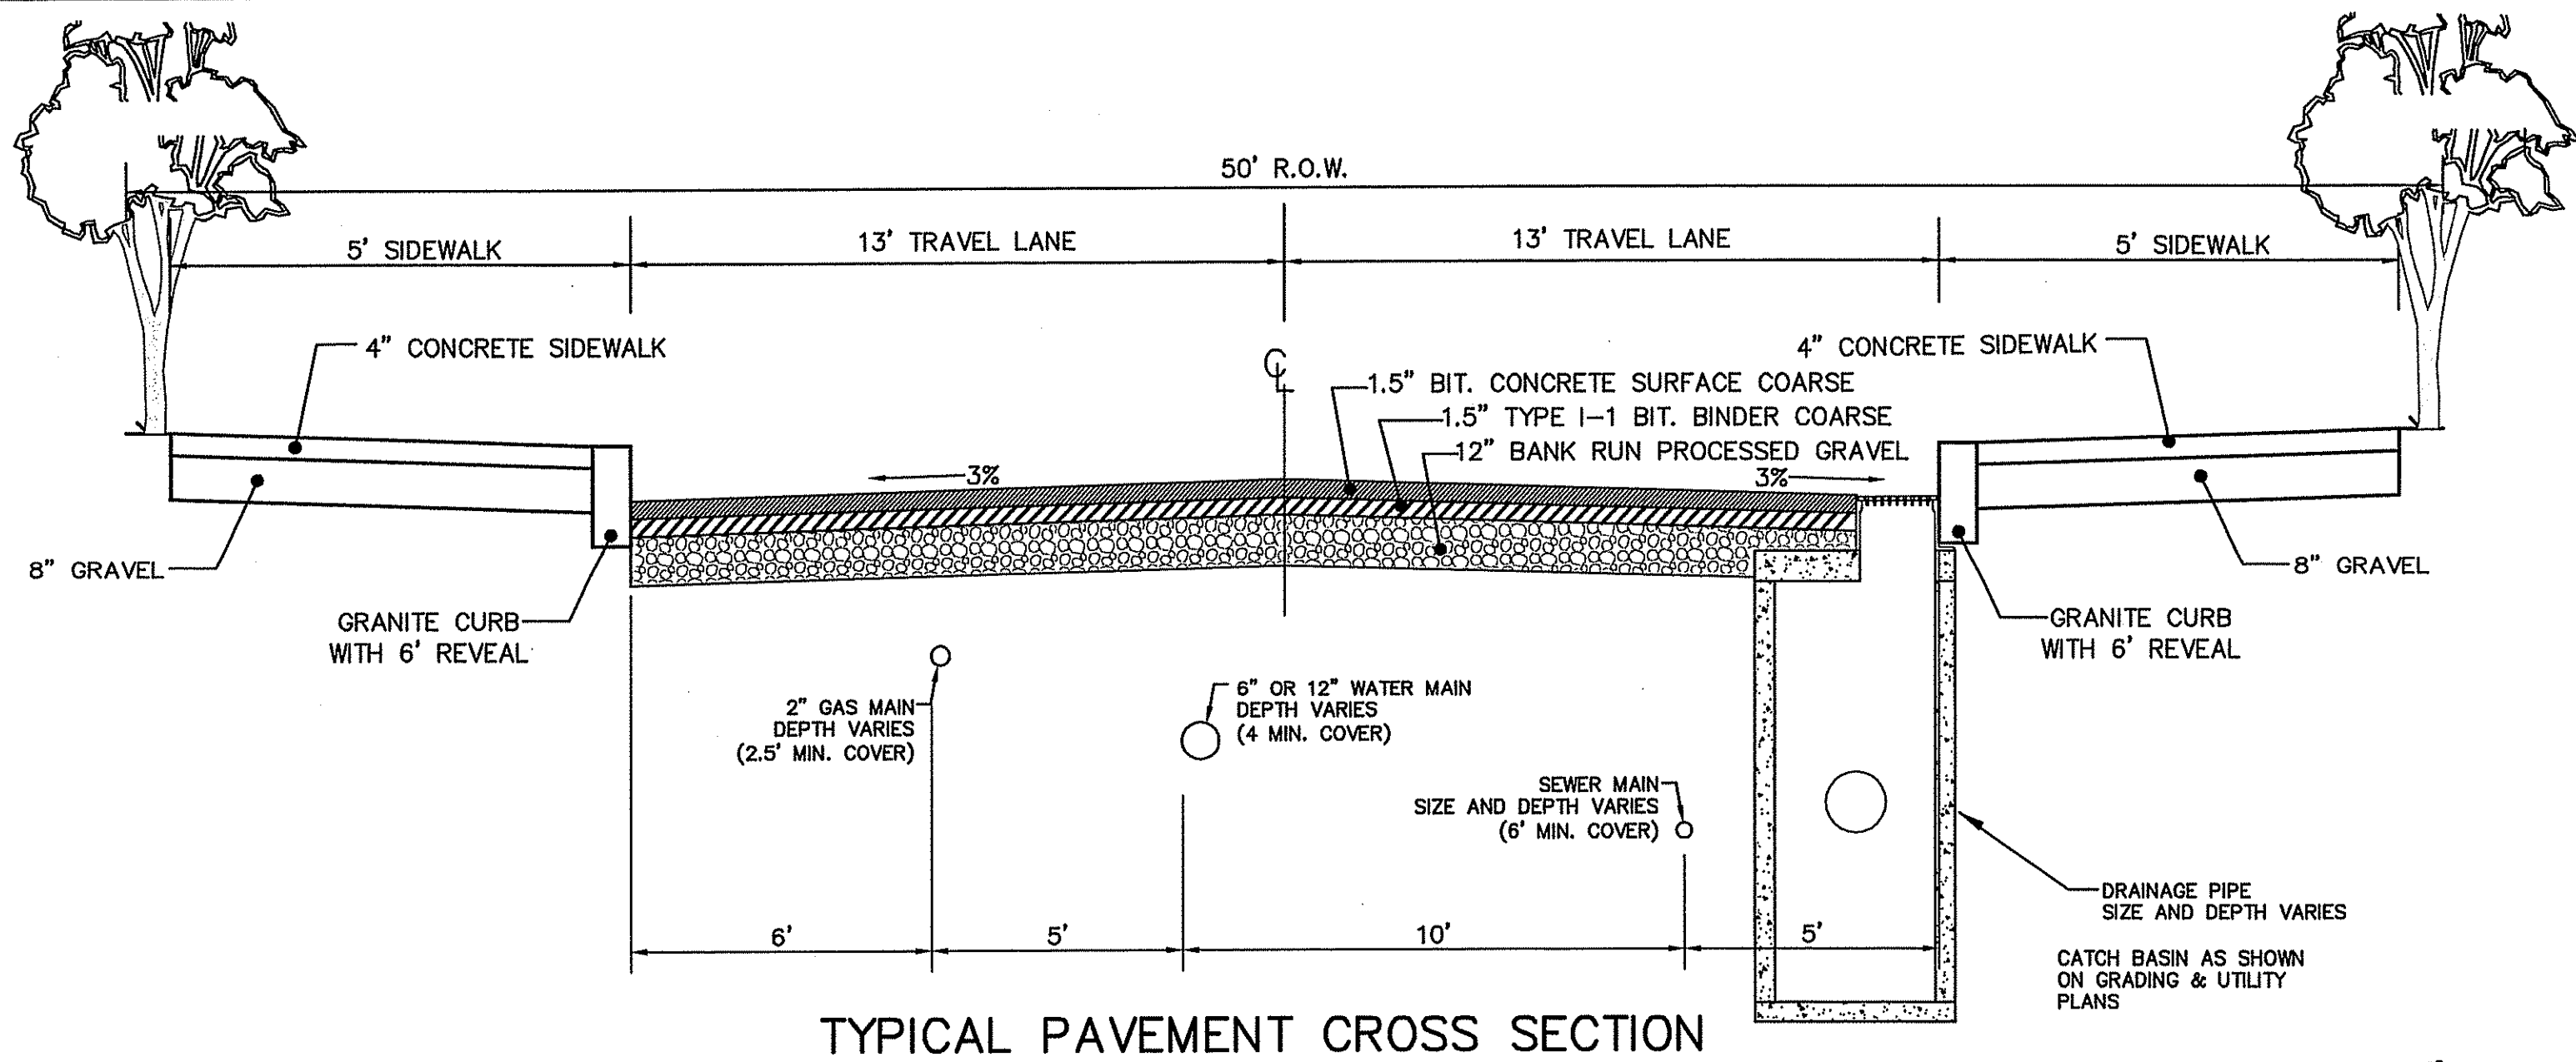 50' R.O.W.
5' SIDEWALK
13' TRAVEL LANE
13' TRAVEL LANE
5' SIDEWALK
4" CONCRETE SIDEWALK
4" CONCRETE SIDEWALK
℄
1.5" BIT. CONCRETE SURFACE COARSE
1.5" TYPE I-1 BIT. BINDER COARSE
12" BANK RUN PROCESSED GRAVEL
3%
3%
8" GRAVEL
8" GRAVEL
GRANITE CURB
WITH 6' REVEAL
GRANITE CURB
WITH 6' REVEAL
2" GAS MAIN
DEPTH VARIES
(2.5' MIN. COVER)
6" OR 12" WATER MAIN
DEPTH VARIES
(4 MIN. COVER)
SEWER MAIN
SIZE AND DEPTH VARIES
(6' MIN. COVER)
DRAINAGE PIPE
SIZE AND DEPTH VARIES
CATCH BASIN AS SHOWN
ON GRADING & UTILITY
PLANS
6'
5'
10'
5'
TYPICAL PAVEMENT CROSS SECTION